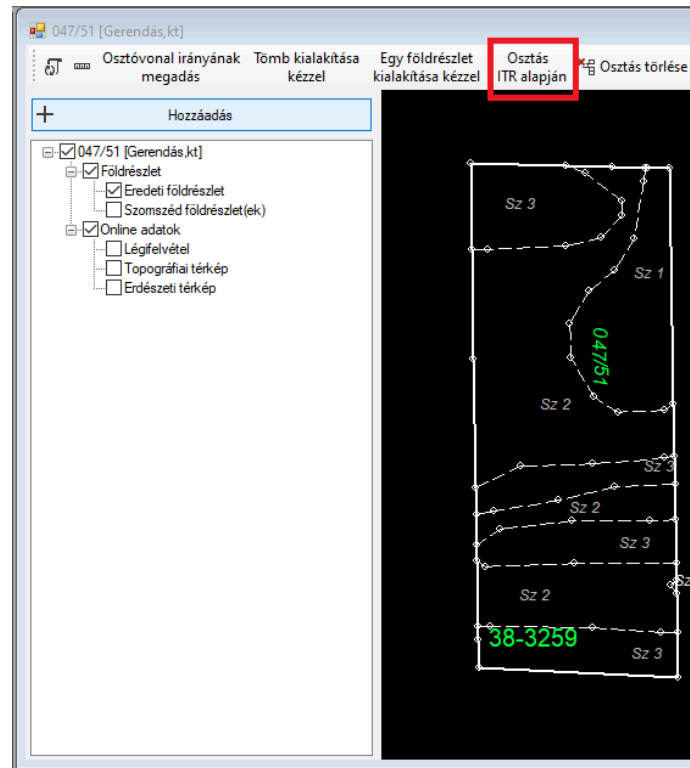 047/51 [Gerendás,kt]
Osztóvonal irányának megadás
Tömb kialakítása kézzel
Egy földrészlet kialakítása kézzel
Osztás ITR alapján
Osztás törlése
Hozzáadás
047/51 [Gerendás,kt]
Földrészlet
Eredeti földrészlet
Szomszéd földrészlet(ek)
Online adatok
Légifelvétel
Topográfiai térkép
Erdészeti térkép
Sz 3
Sz 1
047/51
Sz 2
Sz 3
Sz 2
Sz 3
Sz
Sz 2
38-3259
Sz 3